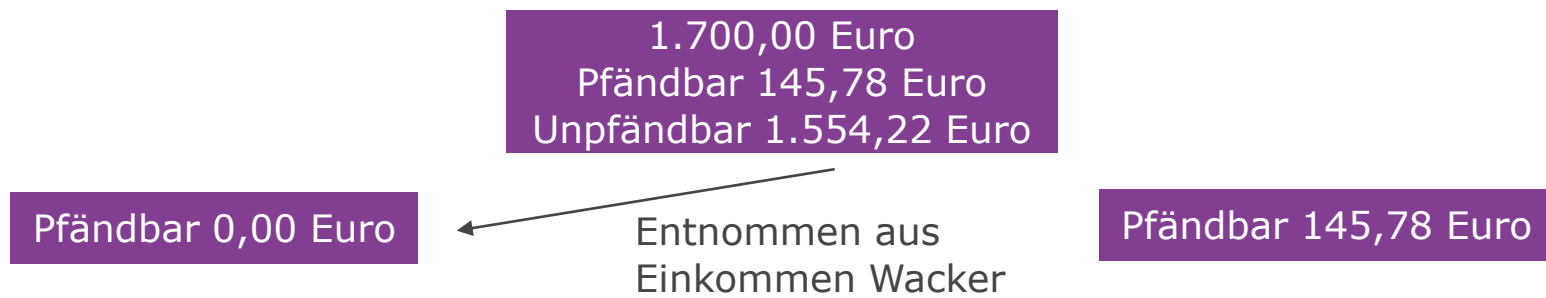 1.700,00 Euro
Pfändbar 145,78 Euro
Unpfändbar 1.554,22 Euro
Pfändbar 0,00 Euro
Entnommen aus
Einkommen Wacker
Pfändbar 145,78 Euro